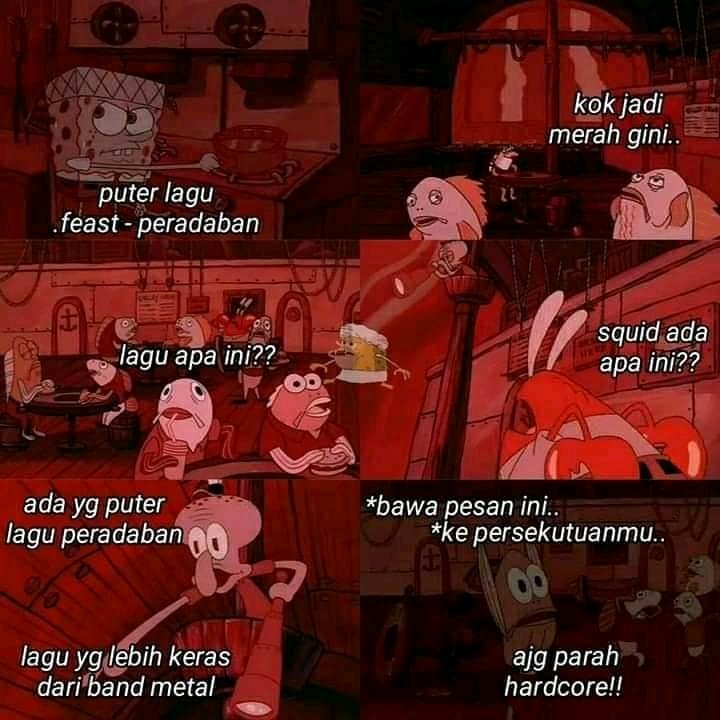 puter lagu
.feast - peradaban
kok jadi
merah gini..
lagu apa ini??
squid ada
apa ini??
ada yg puter
lagu peradaban
lagu yg lebih keras
dari band metal
*bawa pesan ini..
*ke persekutuanmu..
ajg parah
hardcore!!